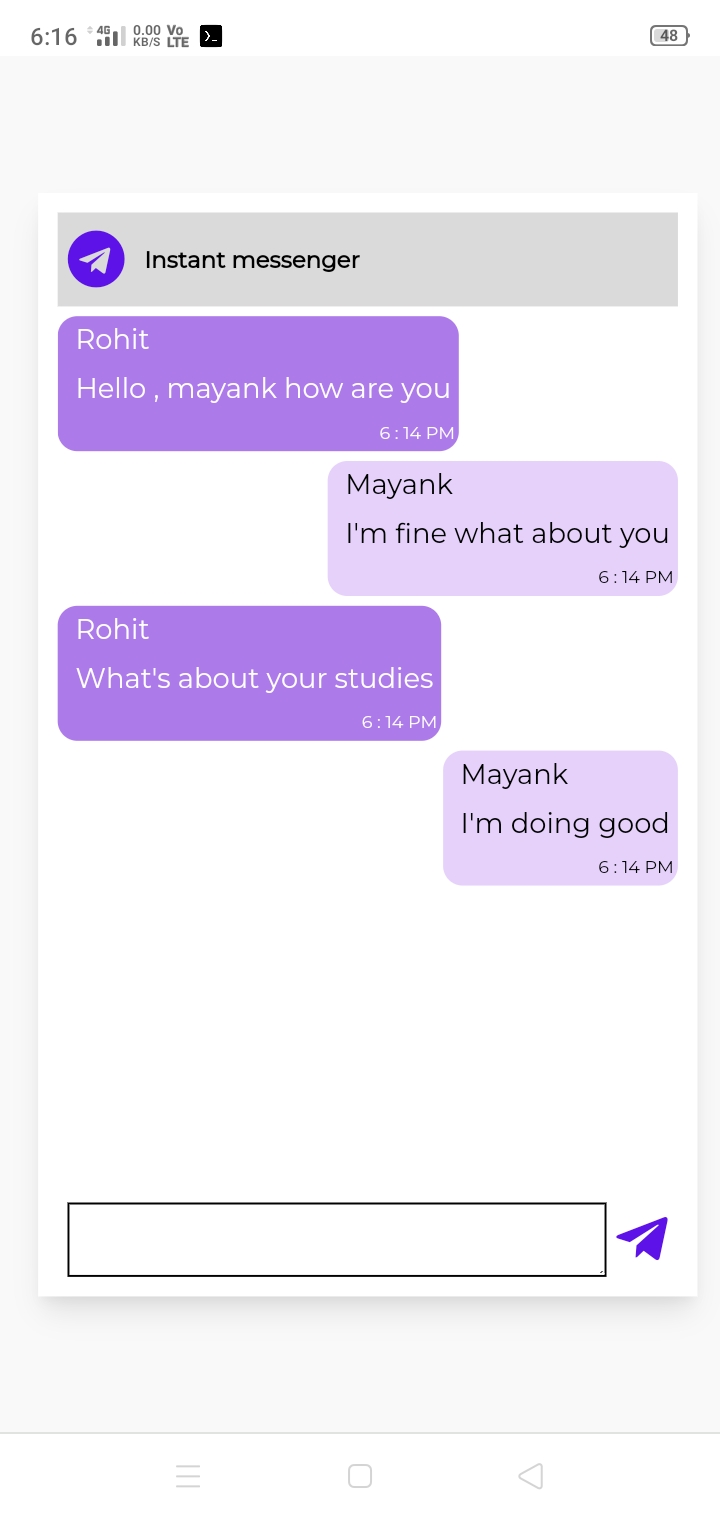 6:16 4G 0.00 KB/S Vo LTE 48
Instant messenger
Rohit
Hello , mayank how are you
6 : 14 PM
Mayank
I'm fine what about you
6 : 14 PM
Rohit
What's about your studies
6 : 14 PM
Mayank
I'm doing good
6 : 14 PM